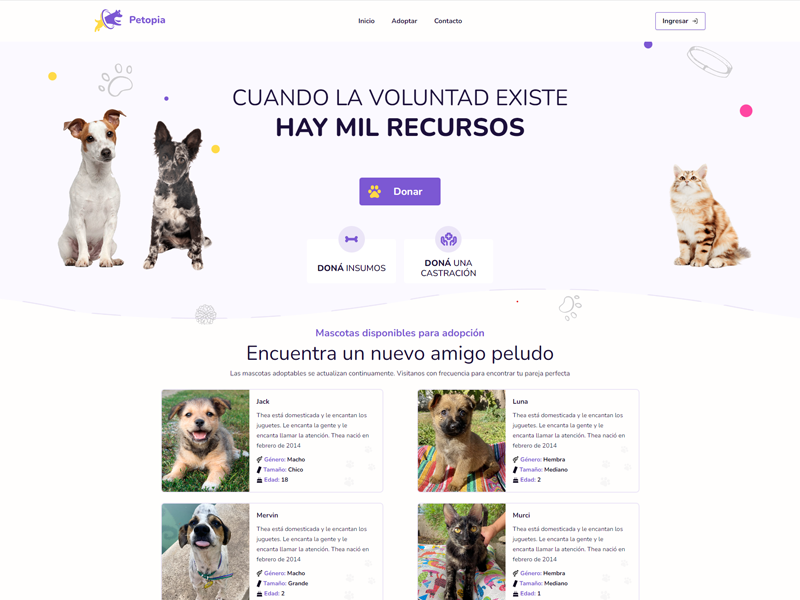 Petopia
Inicio
Adoptar
Contacto
Ingresar
CUANDO LA VOLUNTAD EXISTE
HAY MIL RECURSOS
Donar
DONÁ INSUMOS
DONÁ UNA
CASTRACIÓN
Mascotas disponibles para adopción
Encuentra un nuevo amigo peludo
Las mascotas adoptables se actualizan continuamente. Visítanos con frecuencia para encontrar tu pareja perfecta
Jack
Thea está domesticada y le encantan los
juguetes. Le encanta la gente y le
encanta llamar la atención. Thea nació en
febrero de 2014
Género: Macho
Tamaño: Chico
Edad: 18
Luna
Thea está domesticada y le encantan los
juguetes. Le encanta la gente y le
encanta llamar la atención. Thea nació en
febrero de 2014
Género: Hembra
Tamaño: Mediano
Edad: 2
Mervin
Thea está domesticada y le encantan los
juguetes. Le encanta la gente y le
encanta llamar la atención. Thea nació en
febrero de 2014
Género: Macho
Tamaño: Grande
Edad: 2
Murci
Thea está domesticada y le encantan los
juguetes. Le encanta la gente y le
encanta llamar la atención. Thea nació en
febrero de 2014
Género: Hembra
Tamaño: Mediano
Edad: 1